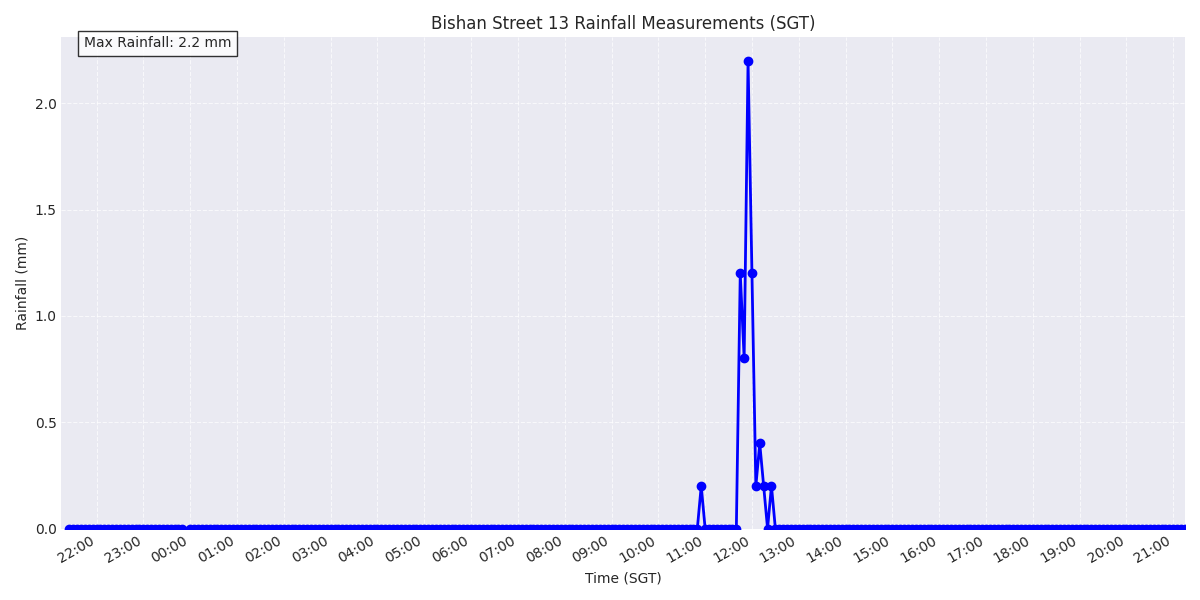 Bishan Street 13 Rainfall Measurements (SGT)
Max Rainfall: 2.2 mm
Rainfall (mm)
2.0
1.5
1.0
0.5
0.0
22:00 23:00 00:00 01:00 02:00 03:00 04:00 05:00 06:00 07:00 08:00 09:00 10:00 11:00 12:00 13:00 14:00 15:00 16:00 17:00 18:00 19:00 20:00 21:00
Time (SGT)